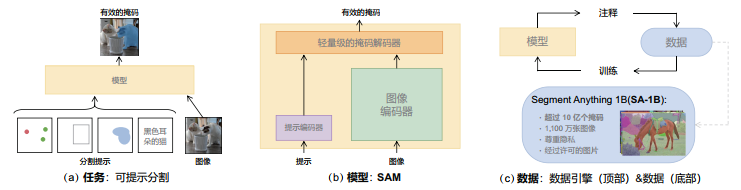 有效的掩码
模型
黑色耳
朵的猫
分割提示
图像
(a) 任务：可提示分割
有效的掩码
轻量级的掩码解码器
提示编码器
图像
编码器
提示
图像
(b) 模型：SAM
注释
模型
数据
训练
Segment Anything 1B(SA-1B):
• 超过 10 亿个掩码
• 1,100 万张图像
• 尊重隐私
• 经过许可的图片
(c) 数据：数据引擎（顶部）&数据（底部）